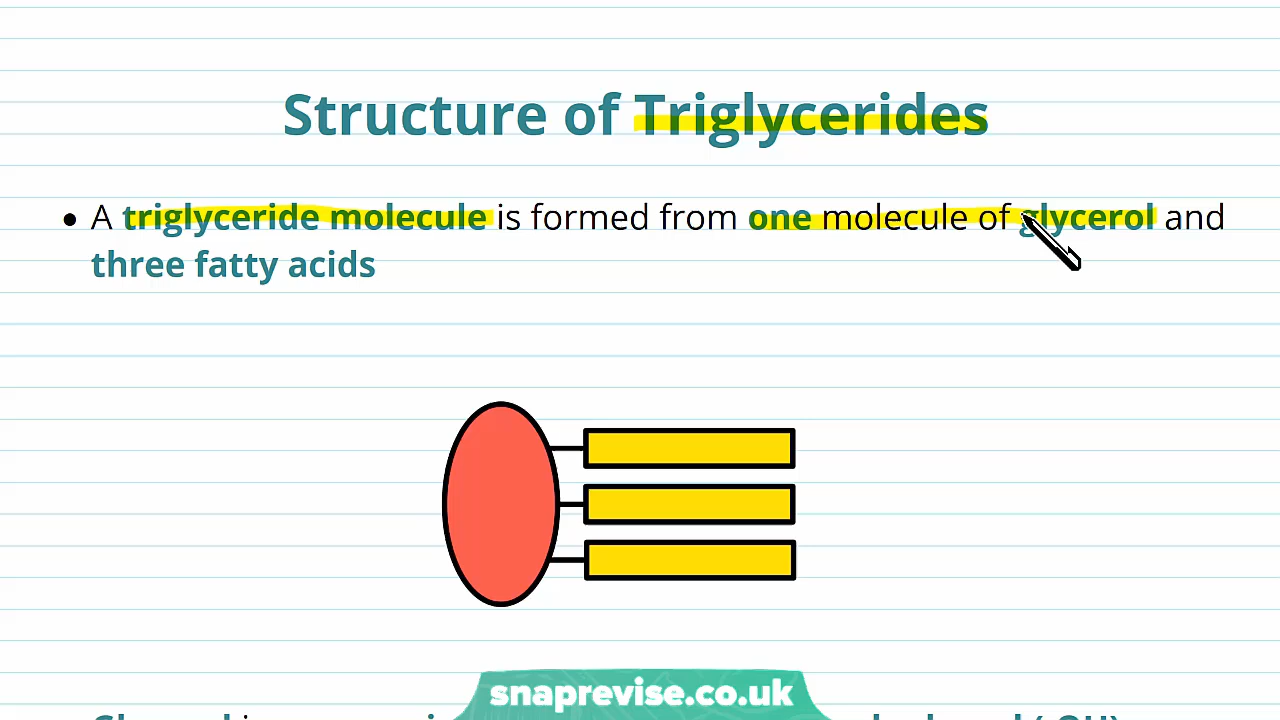 Structure of Triglycerides
• A triglyceride molecule is formed from one molecule of glycerol and
three fatty acids
snaprevise.co.uk